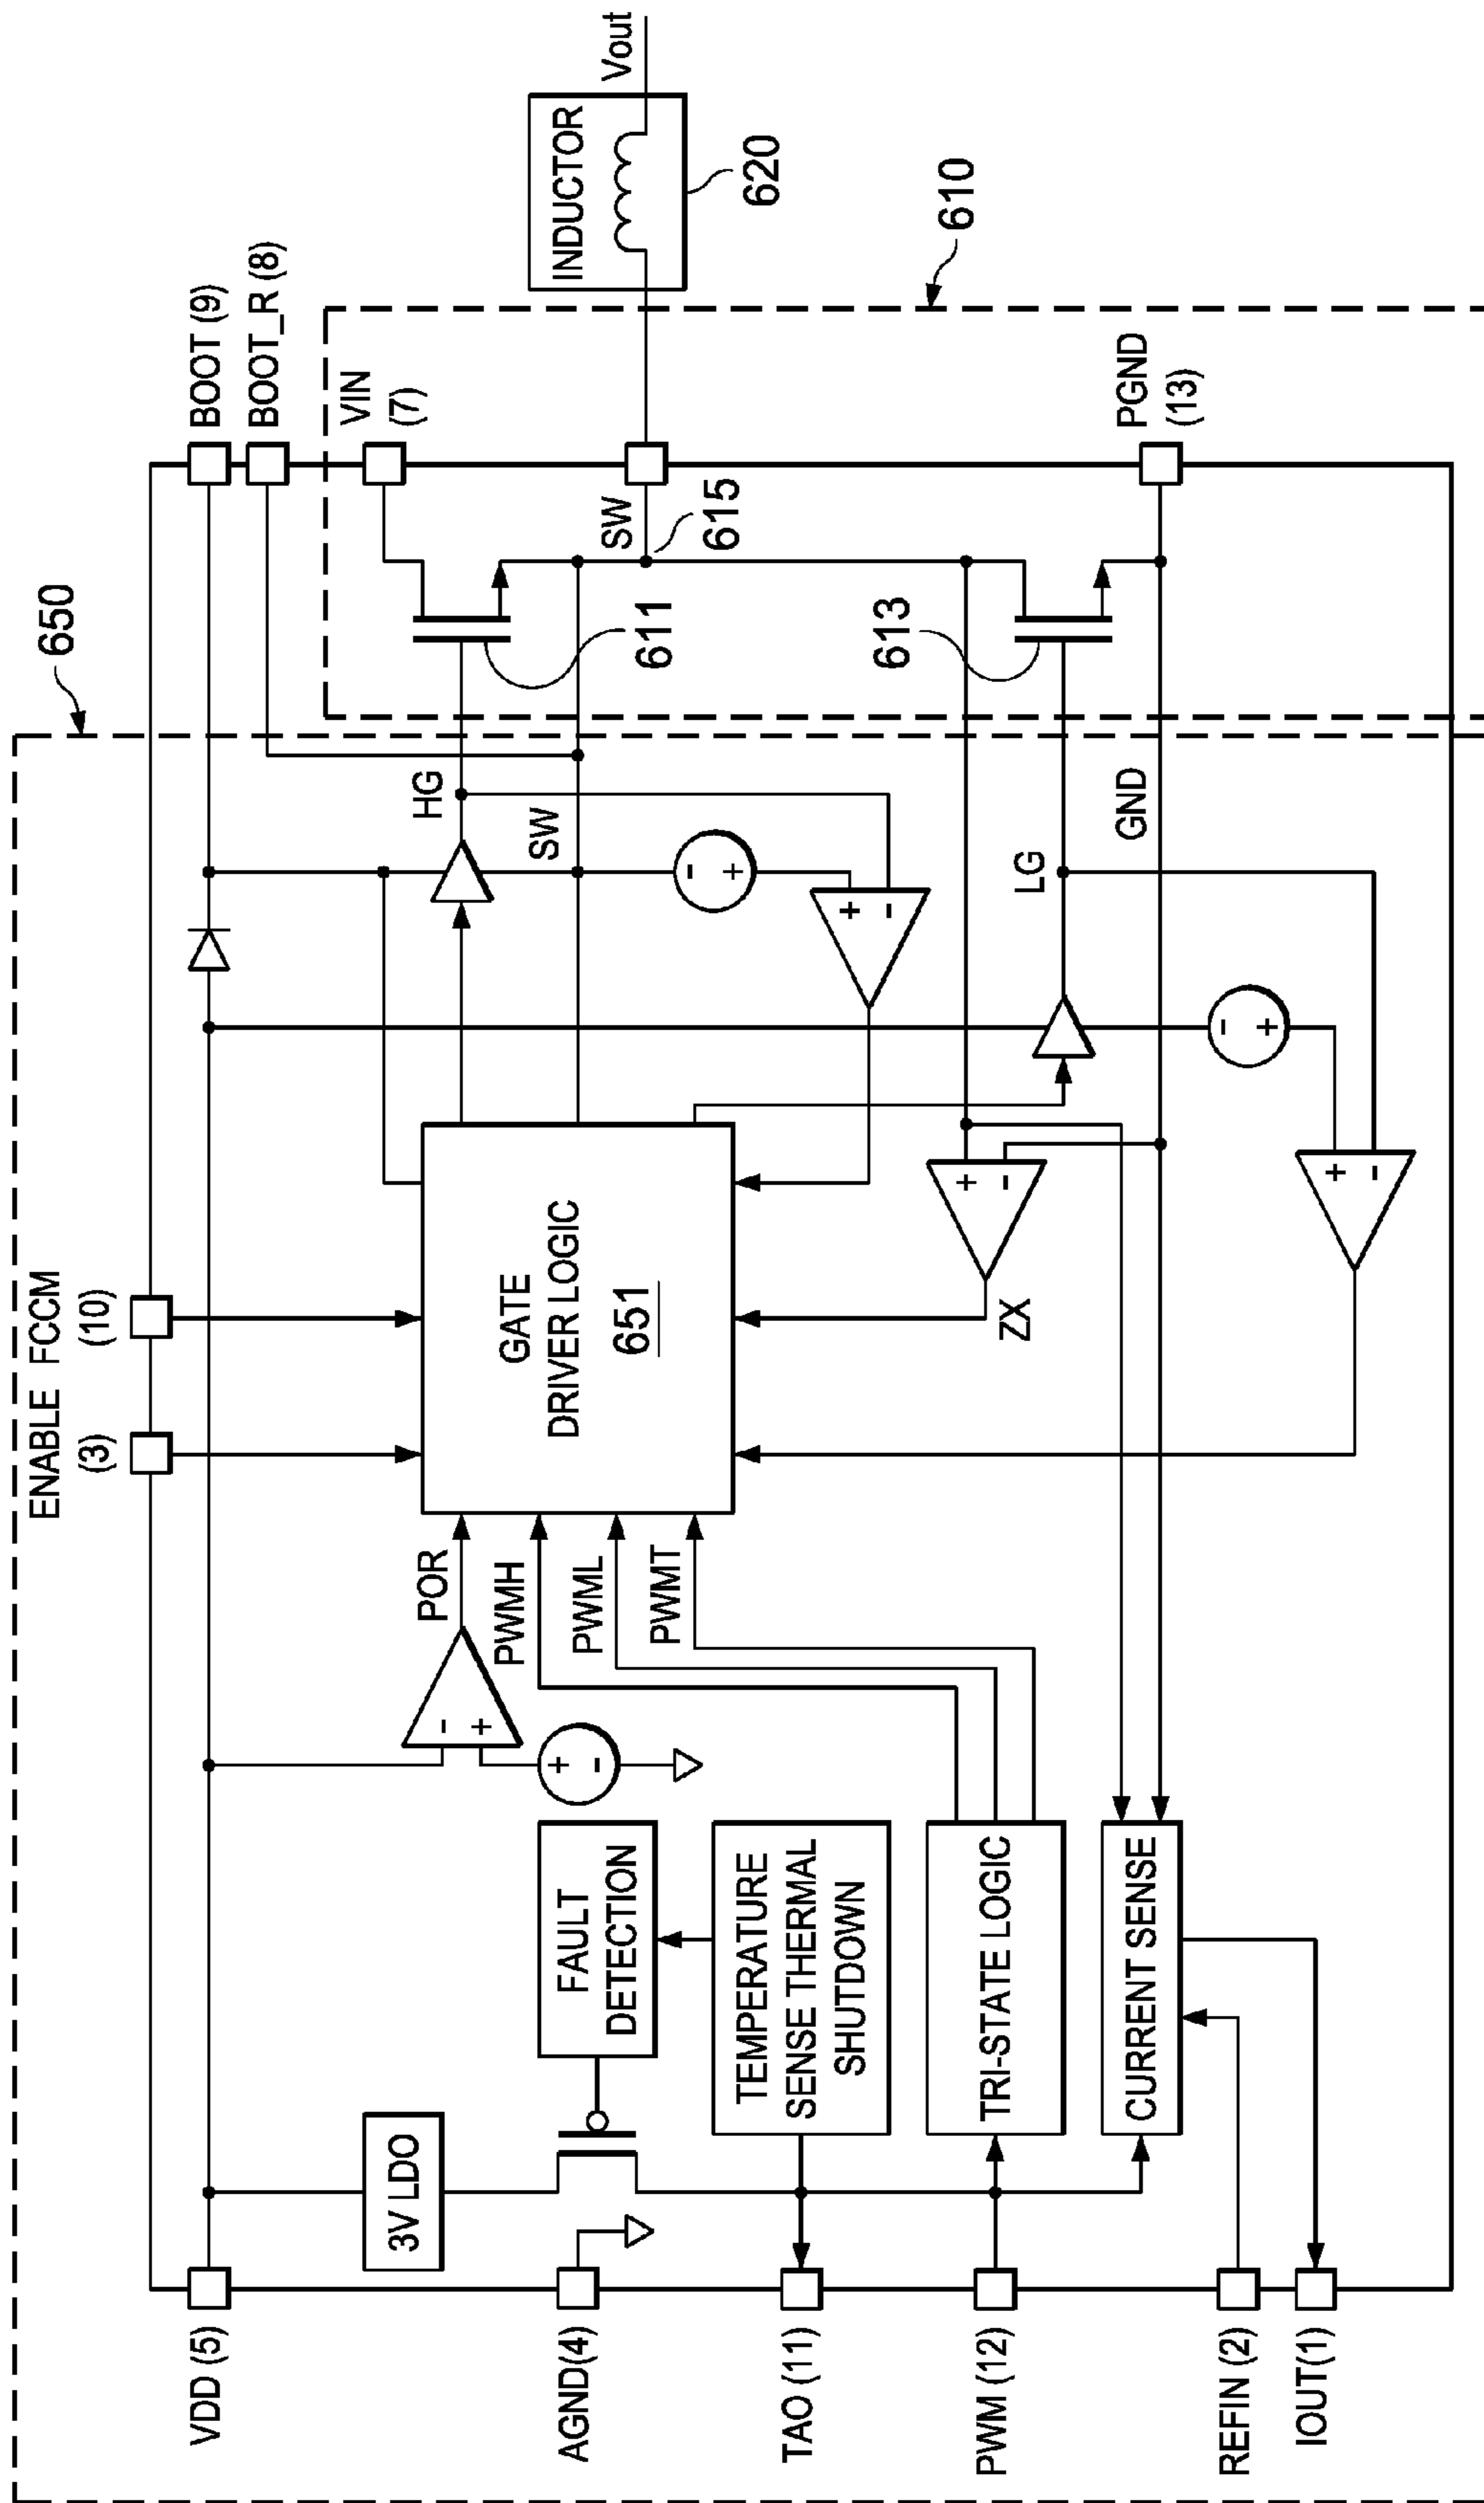 650
ENABLE FCCM
(3) (10)
BOOT (9)
BOOT_R (8)
VIN
(7)
SW
615
PGND
(13)
610
INDUCTOR
620
Vout
611
613
HG
SW
LG
GND
+
-
+
-
+
-
+
-
+
-
ZX
GATE
DRIVER LOGIC
651
POR
PWMH
PWML
PWMT
-
+
+
-
FAULT
DETECTION
TEMPERATURE
SENSE THERMAL
SHUTDOWN
TRI-STATE LOGIC
CURRENT SENSE
3V LDO
VDD (5)
AGND(4)
TAO (11)
PWM (12)
REFIN (2)
IOUT(1)